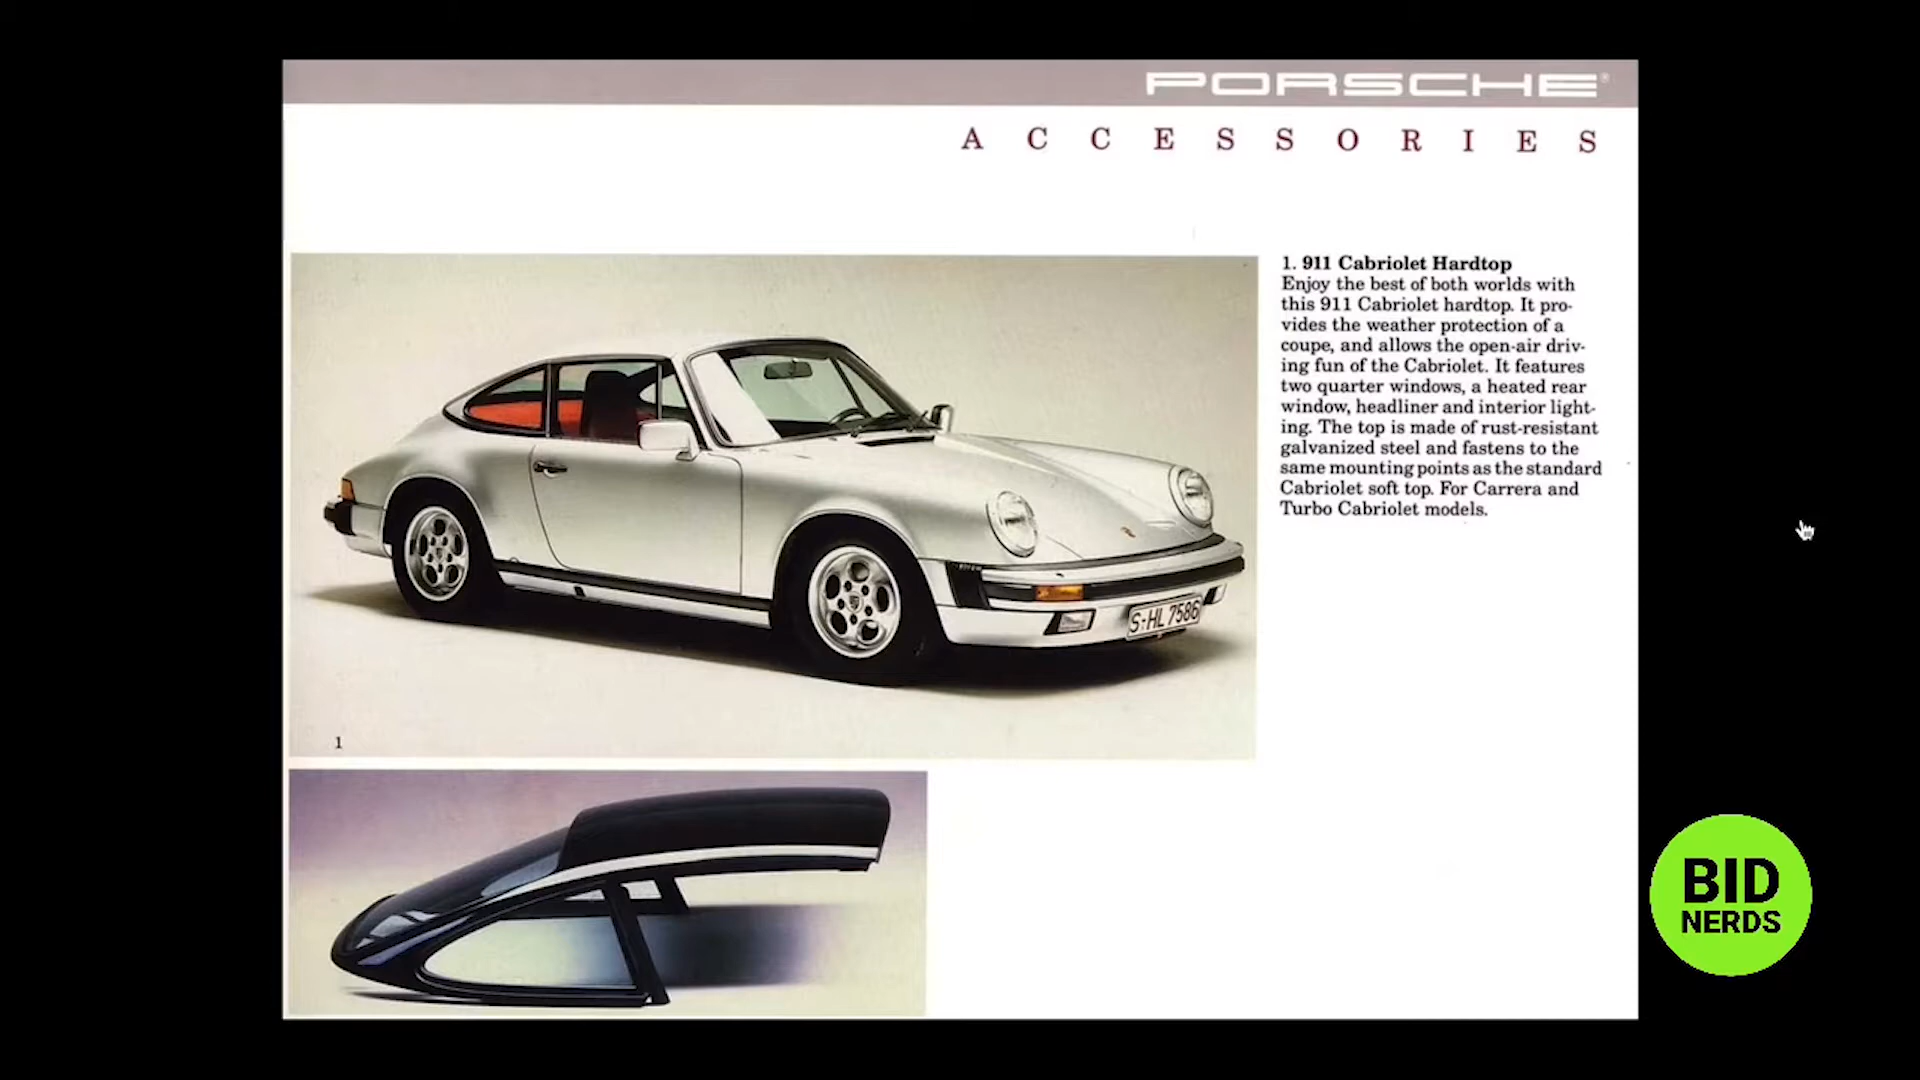 PORSCHE®
ACCESSORIES
1. 911 Cabriolet Hardtop
Enjoy the best of both worlds with
this 911 Cabriolet hardtop. It pro-
vides the weather protection of a
coupe, and allows the open-air driv-
ing fun of the Cabriolet. It features
two quarter windows, a heated rear
window, headliner and interior light-
ing. The top is made of rust-resistant
galvanized steel and fastens to the
same mounting points as the standard
Cabriolet soft top. For Carrera and
Turbo Cabriolet models.
S-HL 7586
1
BID
NERDS